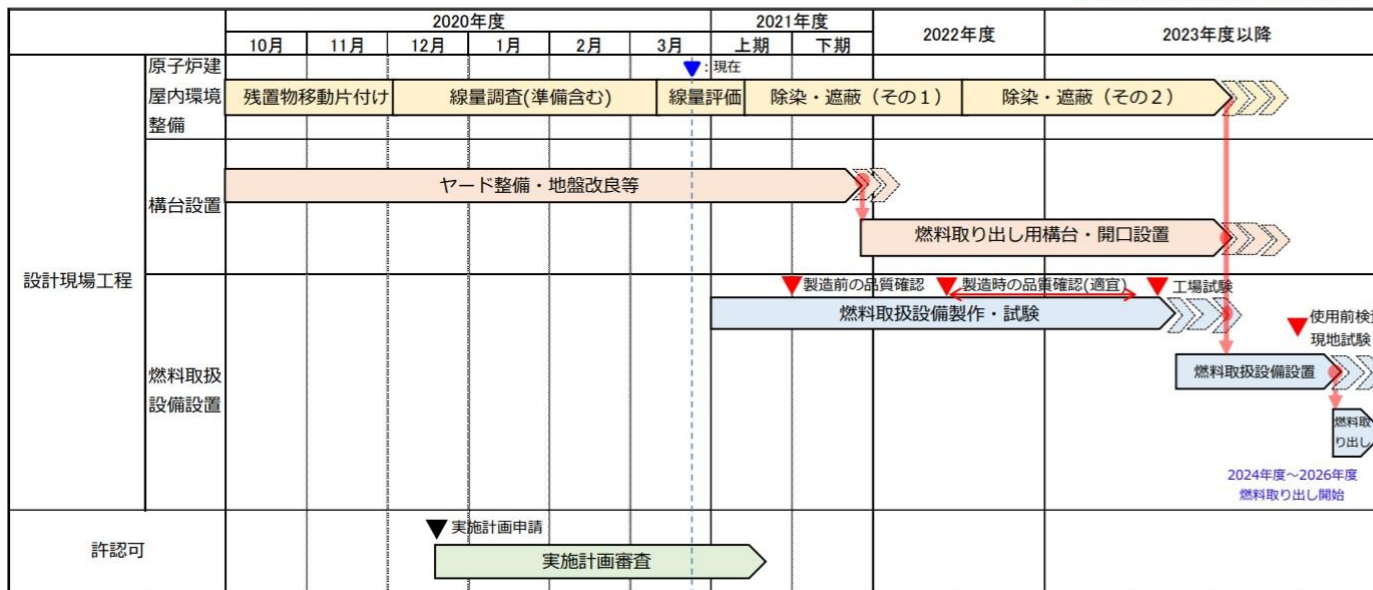 2020年度 2021年度 2022年度 2023年度以降
10月 11月 12月 1月 2月 3月 上期 下期
:現在
設計現場工程
原子炉建
屋内環境
整備
残置物移動片付け 線量調査(準備含む) 線量評価 除染・遮蔽（その１） 除染・遮蔽（その２）
構台設置
ヤード整備・地盤改良等
燃料取り出し用構台・開口設置
燃料取扱
設備設置
製造前の品質確認 製造時の品質確認(適宜) 工場試験
燃料取扱設備製作・試験
使用前検査
現地試験
燃料取扱設備設置
燃料取
り出し
2024年度～2026年度
燃料取り出し開始
許認可
実施計画申請
実施計画審査